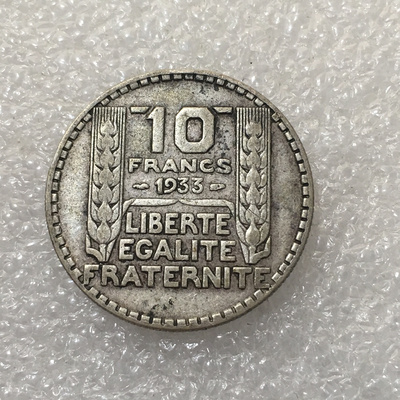 10
FRANCS
1933
LIBERTE
EGALITE
FRATERNITE